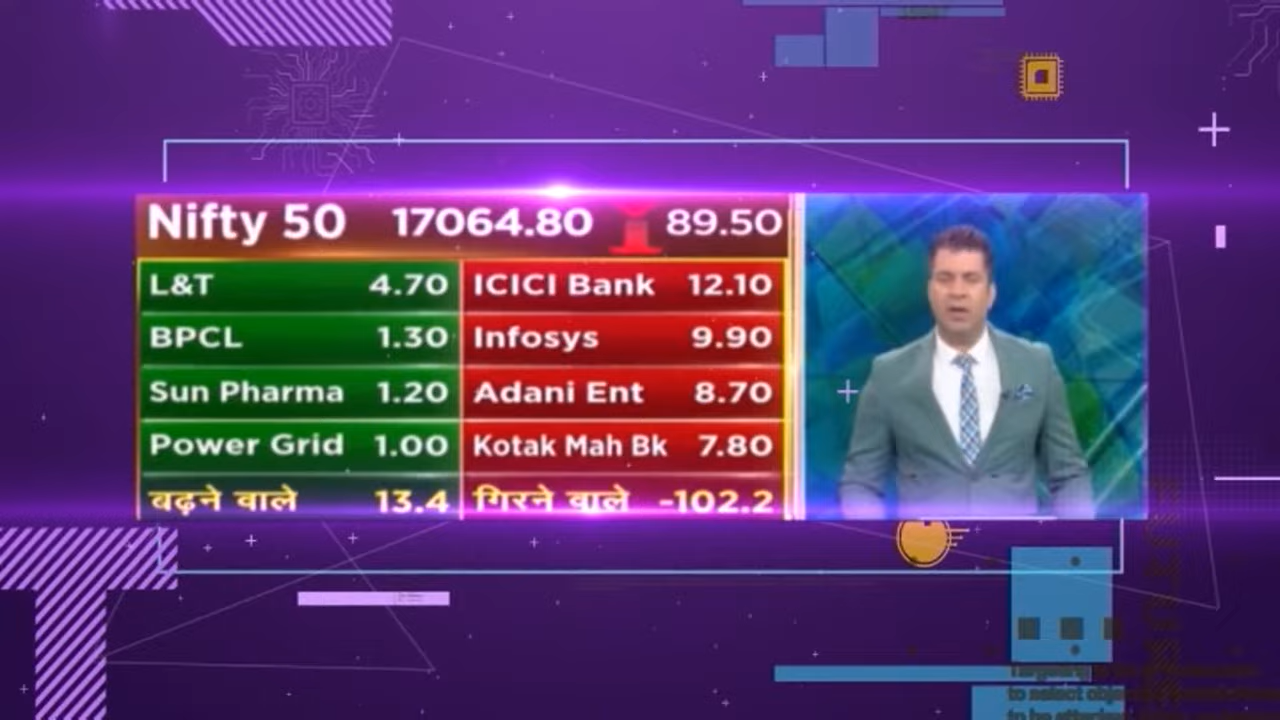 Nifty 50 17064.80 89.50
L&T 4.70 ICICI Bank 12.10
BPCL 1.30 Infosys 9.90
Sun Pharma 1.20 Adani Ent 8.70
Power Grid 1.00 Kotak Mah Bk 7.80
बढ़ने वाले 13.4 गिरने वाले -102.2
to select